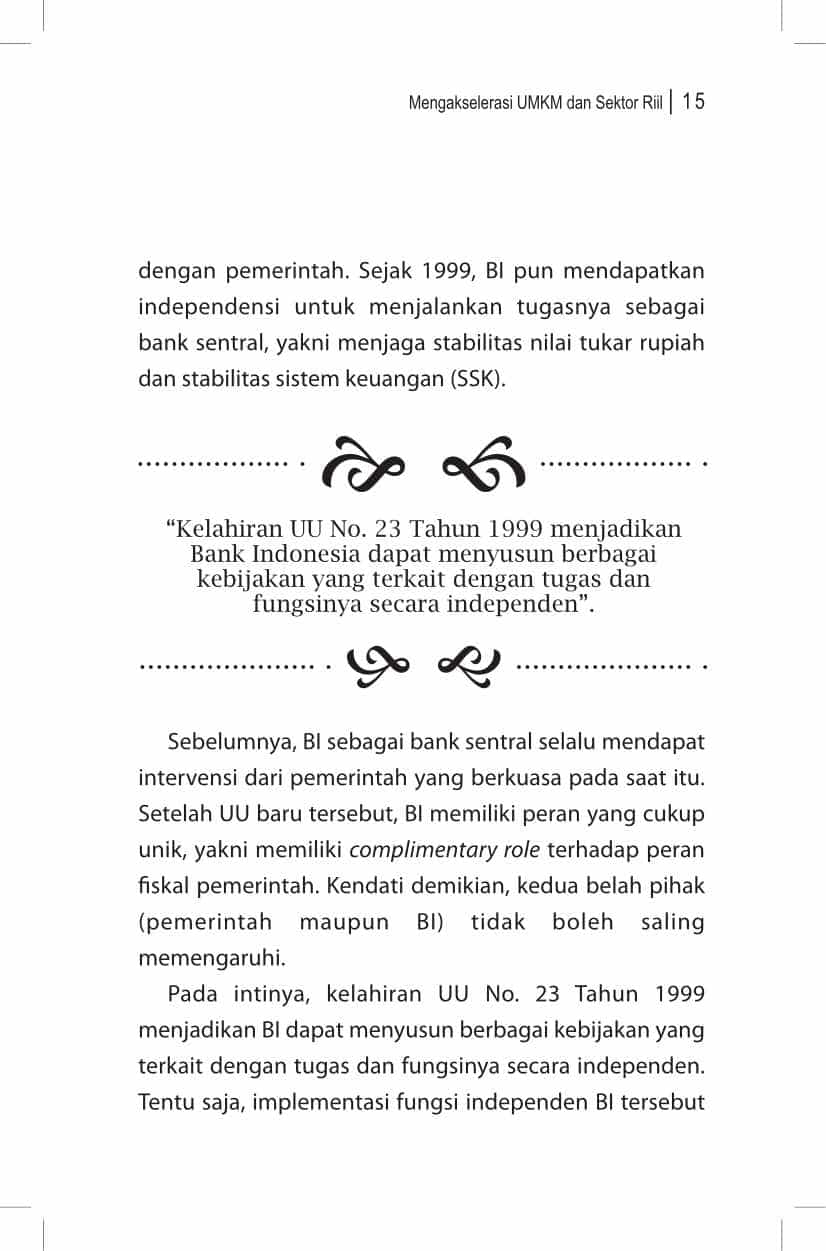 Mengakselerasi UMKM dan Sektor Riil | 15
dengan pemerintah. Sejak 1999, BI pun mendapatkan
independensi untuk menjalankan tugasnya sebagai
bank sentral, yakni menjaga stabilitas nilai tukar rupiah
dan stabilitas sistem keuangan (SSK).
“Kelahiran UU No. 23 Tahun 1999 menjadikan
Bank Indonesia dapat menyusun berbagai
kebijakan yang terkait dengan tugas dan
fungsinya secara independen”.
Sebelumnya, BI sebagai bank sentral selalu mendapat
intervensi dari pemerintah yang berkuasa pada saat itu.
Setelah UU baru tersebut, BI memiliki peran yang cukup
unik, yakni memiliki complimentary role terhadap peran
fiskal pemerintah. Kendati demikian, kedua belah pihak
(pemerintah maupun BI) tidak boleh saling
memengaruhi.
Pada intinya, kelahiran UU No. 23 Tahun 1999
menjadikan BI dapat menyusun berbagai kebijakan yang
terkait dengan tugas dan fungsinya secara independen.
Tentu saja, implementasi fungsi independen BI tersebut